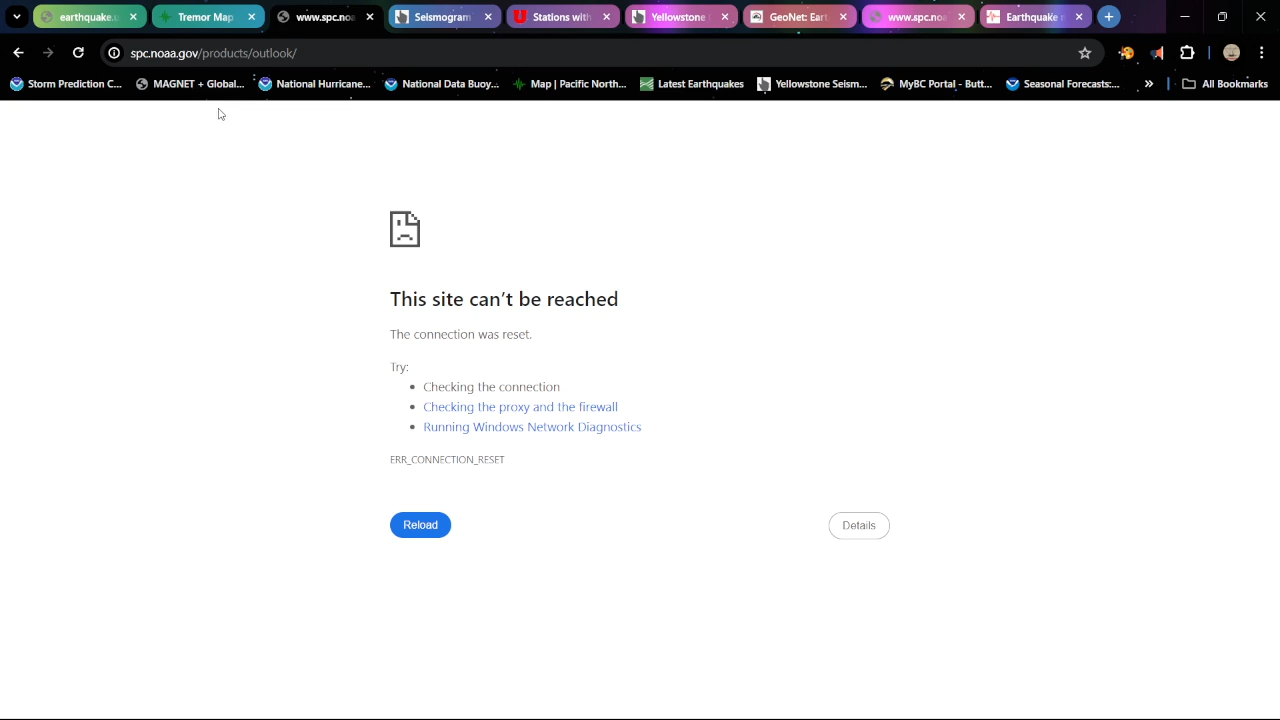 earthquake.u
Tremor Map
www.spc.noa
Seismogram
Stations with
Yellowstone
GeoNet: Eart
www.spc.noa
Earthquake
spc.noaa.gov/products/outlook/
Storm Prediction C...
MAGNET + Global...
National Hurricane...
National Data Buoy...
Map | Pacific North...
Latest Earthquakes
Yellowstone Seism...
MyBC Portal - Butt...
Seasonal Forecasts:...
All Bookmarks
This site can't be reached
The connection was reset.
Try:
• Checking the connection
• Checking the proxy and the firewall
• Running Windows Network Diagnostics
ERR_CONNECTION_RESET
Reload
Details